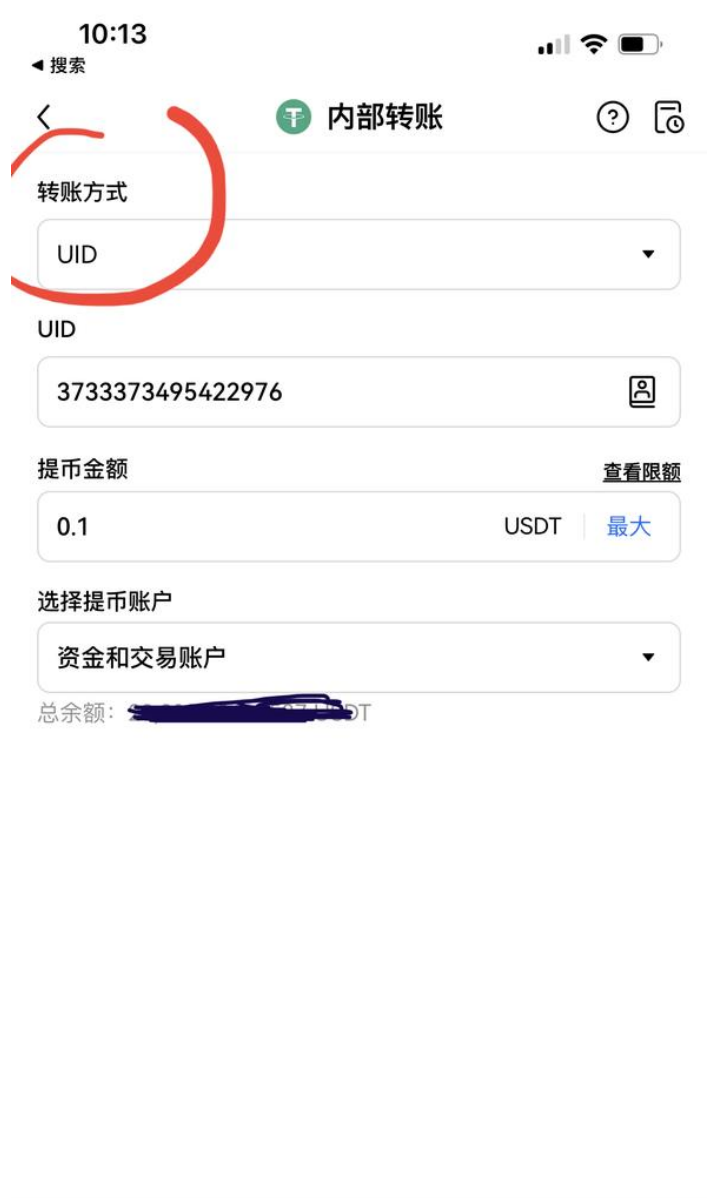 10:13
搜索
内部转账
转账方式
UID
UID
3733373495422976
提币金额 查看限额
0.1 USDT 最大
选择提币账户
资金和交易账户
总余额: